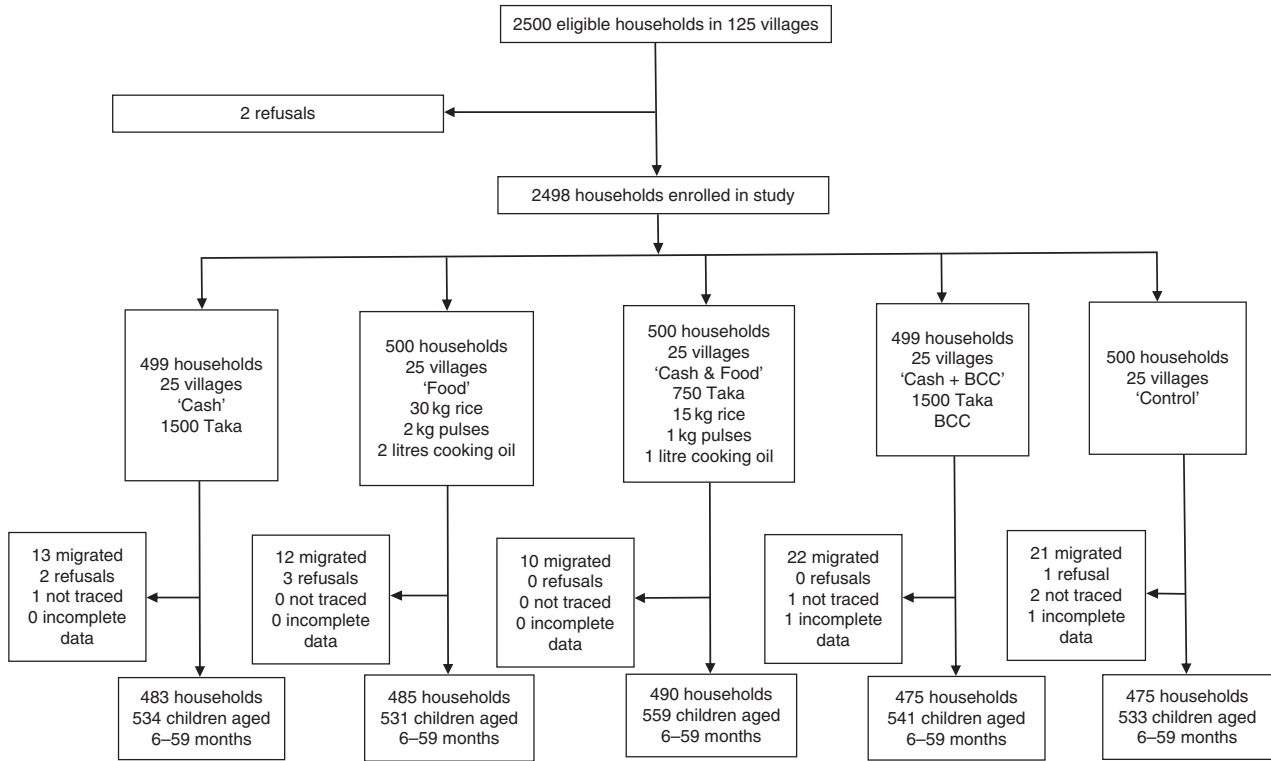 2500 eligible households in 125 villages
2 refusals
2498 households enrolled in study
499 households
25 villages
‘Cash’
1500 Taka
500 households
25 villages
‘Food’
30 kg rice
2 kg pulses
2 litres cooking oil
500 households
25 villages
‘Cash & Food’
750 Taka
15 kg rice
1 kg pulses
1 litre cooking oil
499 households
25 villages
‘Cash + BCC’
1500 Taka
BCC
500 households
25 villages
‘Control’
13 migrated
2 refusals
1 not traced
0 incomplete
data
12 migrated
3 refusals
0 not traced
0 incomplete
data
10 migrated
0 refusals
0 not traced
0 incomplete
data
22 migrated
0 refusals
1 not traced
1 incomplete
data
21 migrated
1 refusal
2 not traced
1 incomplete
data
483 households
534 children aged
6–59 months
485 households
531 children aged
6–59 months
490 households
559 children aged
6–59 months
475 households
541 children aged
6–59 months
475 households
533 children aged
6–59 months